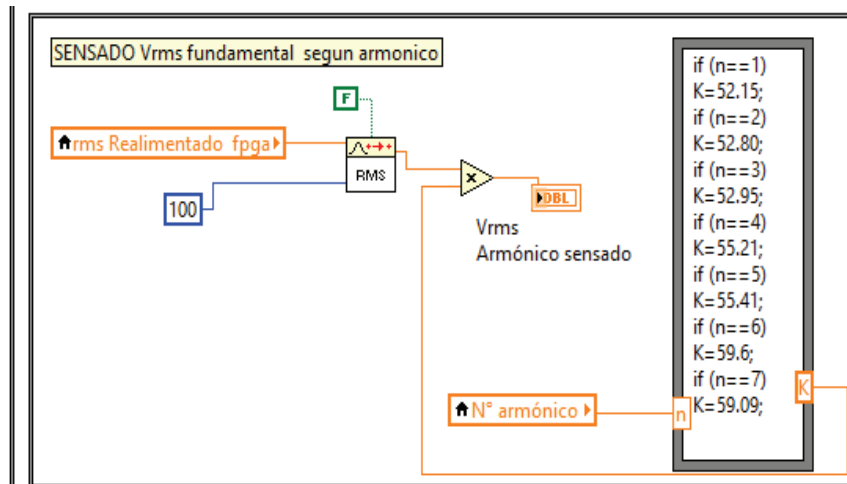 SENSADO Vrms fundamental segun armonico
F
rms Realimentado fpga
RMS
100
x
DBL
Vrms
Armónico sensado
if (n==1)
K=52.15;
if (n==2)
K=52.80;
if (n==3)
K=52.95;
if (n==4)
K=55.21;
if (n==5)
K=55.41;
if (n==6)
K=59.6;
if (n==7)
K=59.09;
K
N° armónico
n